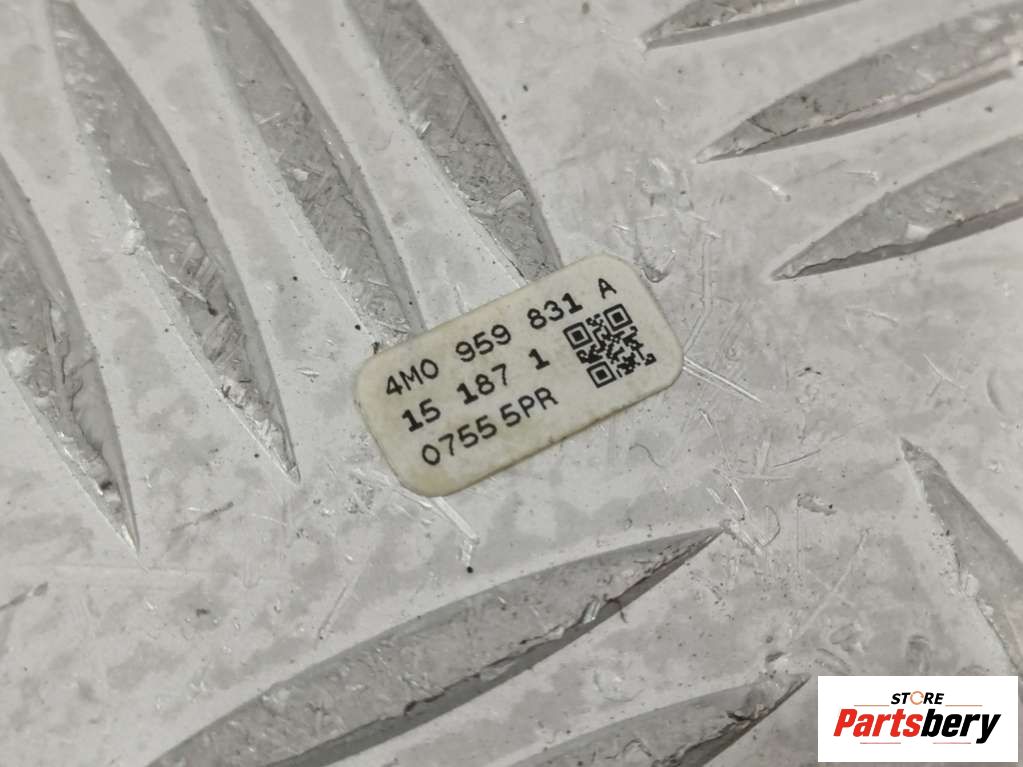 4M0 959 831 A
15 187 1
0755 5PR
STORE
Partsbery